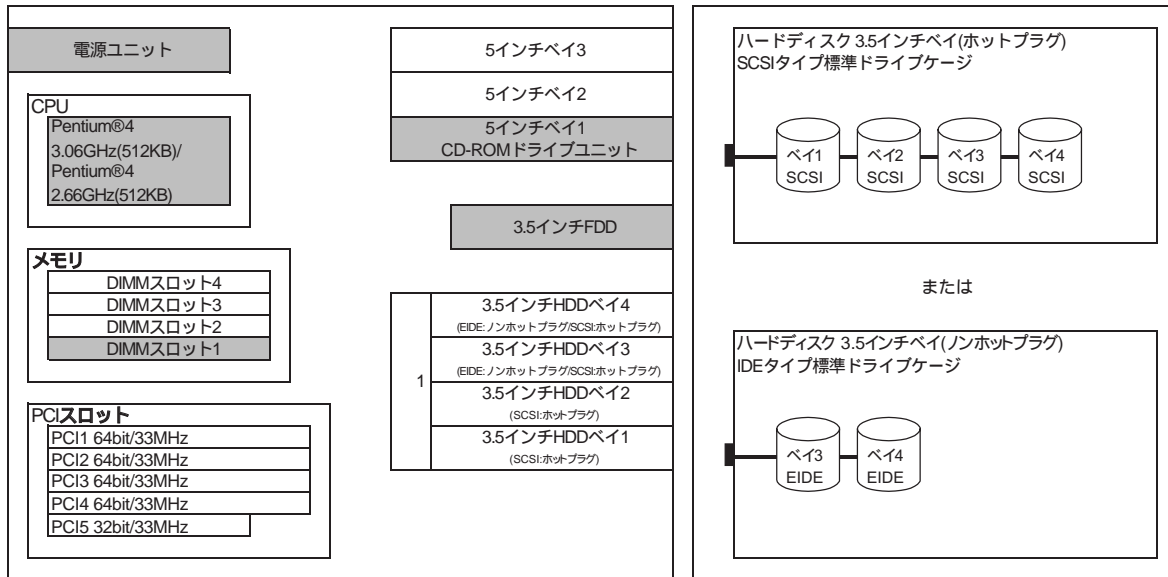 電源ユニット
CPU
Pentium®4
3.06GHz(512KB)/
Pentium®4
2.66GHz(512KB)
メモリ
DIMMスロット4
DIMMスロット3
DIMMスロット2
DIMMスロット1
PCIスロット
PCI1 64bit/33MHz
PCI2 64bit/33MHz
PCI3 64bit/33MHz
PCI4 64bit/33MHz
PCI5 32bit/33MHz
5インチベイ3
5インチベイ2
5インチベイ1
CD-ROMドライブユニット
3.5インチFDD
1
3.5インチHDDベイ4
(EIDE:ノンホットプラグ/SCSI:ホットプラグ)
3.5インチHDDベイ3
(EIDE:ノンホットプラグ/SCSI:ホットプラグ)
3.5インチHDDベイ2
(SCSI:ホットプラグ)
3.5インチHDDベイ1
(SCSI:ホットプラグ)
ハードディスク 3.5インチベイ(ホットプラグ)
SCSIタイプ標準ドライブケージ
ベイ1 ベイ2 ベイ3 ベイ4
SCSI SCSI SCSI SCSI
または
ハードディスク 3.5インチベイ(ノンホットプラグ)
IDEタイプ標準ドライブケージ
ベイ3 ベイ4
EIDE EIDE